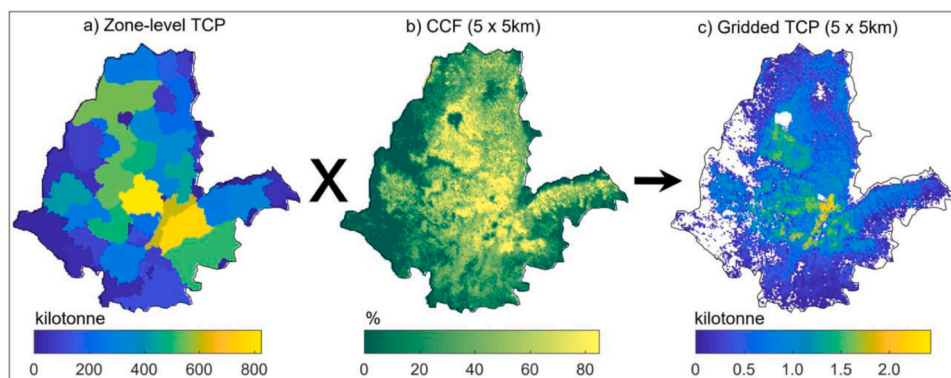 a) Zone-level TCP
b) CCF (5 x 5km)
c) Gridded TCP (5 x 5km)
X
kilotonne
0 200 400 600 800
%
0 20 40 60 80
kilotonne
0 0.5 1.0 1.5 2.0